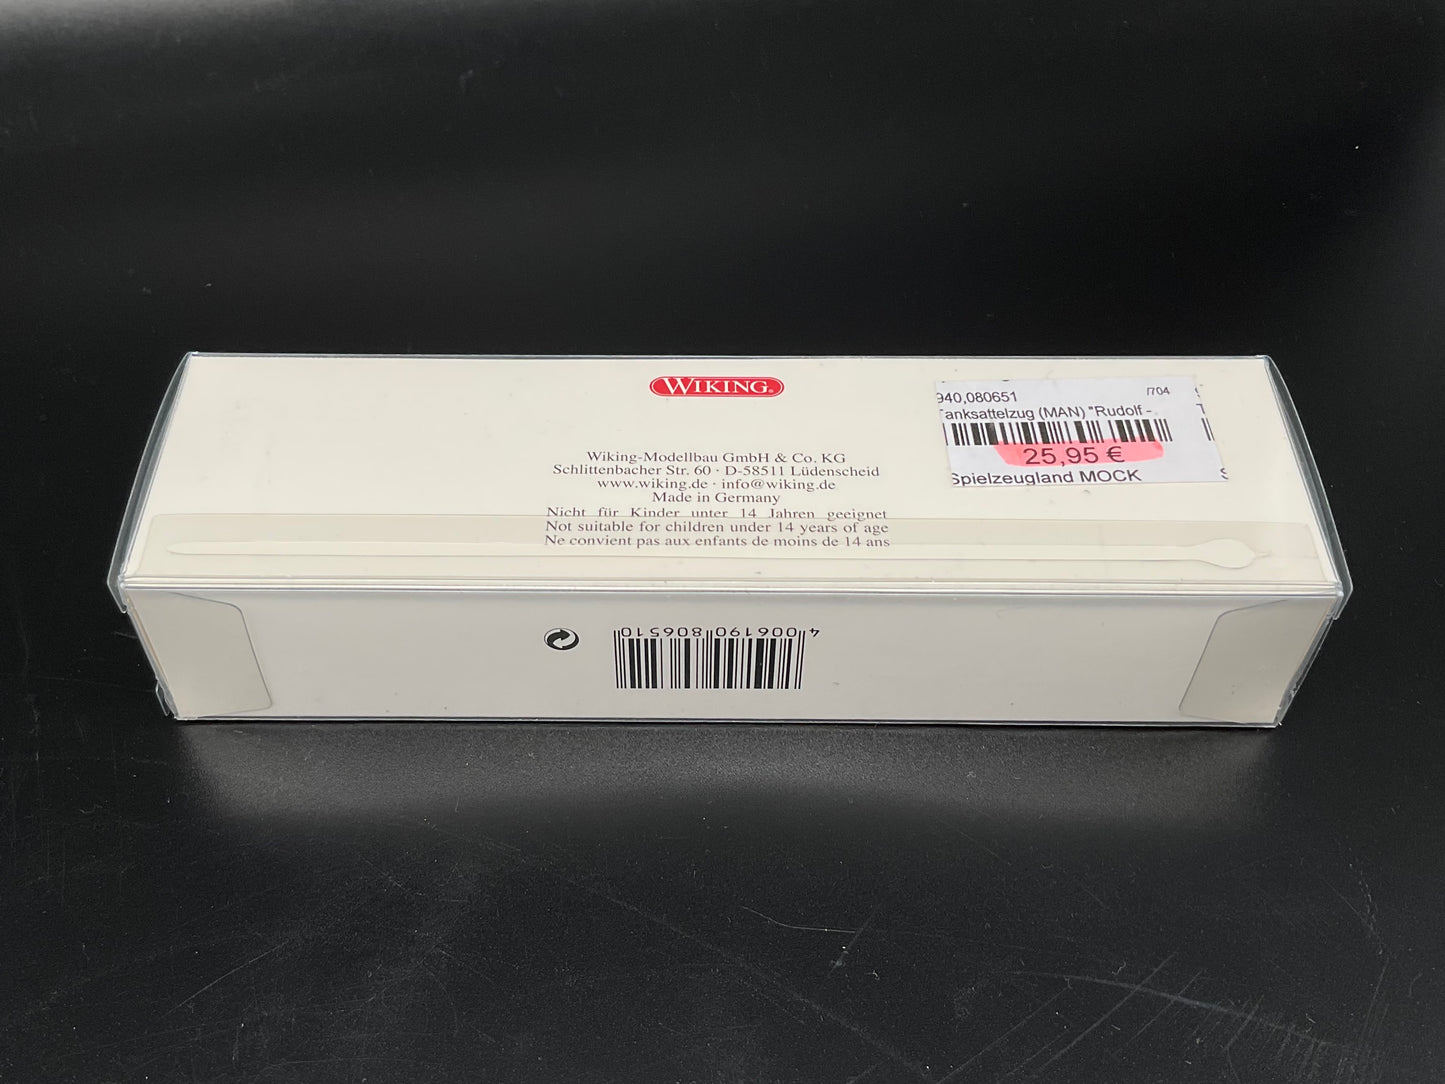 WIKING®
Wiking-Modellbau GmbH & Co. KG
Schlittenbacher Str. 60 · D-58511 Lüdenscheid
www.wiking.de · info@wiking.de
Made in Germany
Nicht für Kinder unter 14 Jahren geeignet
Not suitable for children under 14 years of age
Ne convient pas aux enfants de moins de 14 ans
940,080651
Tanksattelzug (MAN) "Rudolf -
25,95 €
Spielzeugland MOCK
4 006190 806510